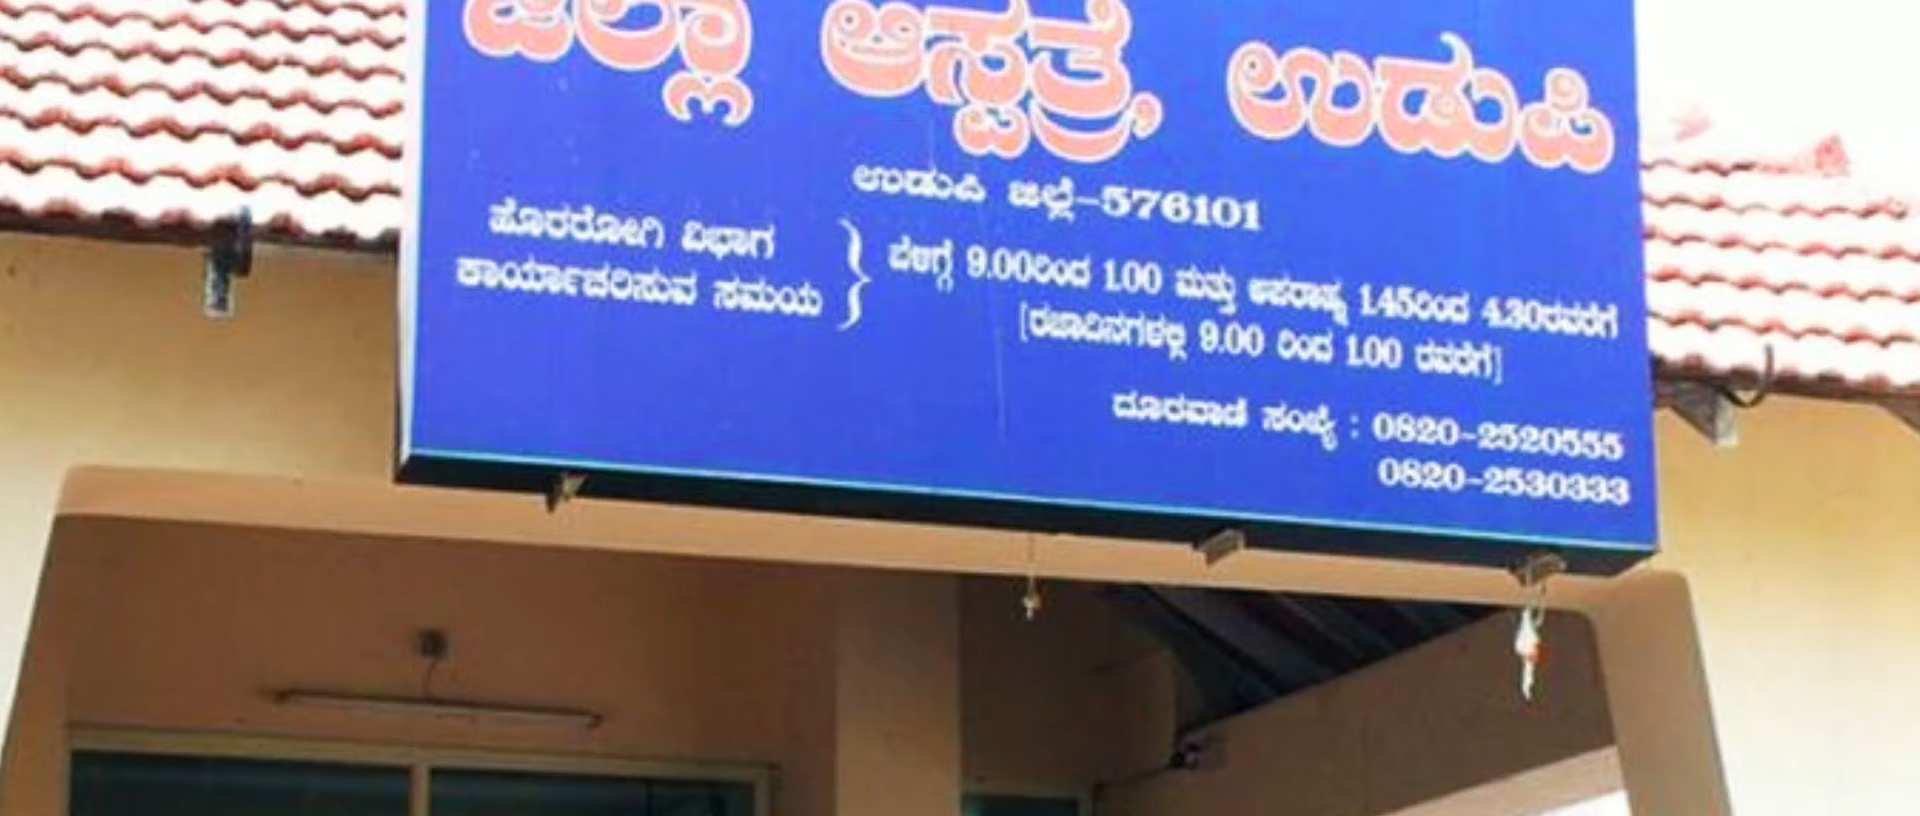 ಜಿಲ್ಲಾ ಆಸ್ಪತ್ರೆ, ಉಡುಪಿ
ಉಡುಪಿ ಜಿಲ್ಲೆ-576101
ಹೊರರೋಗಿ ವಿಭಾಗ
ಕಾರ್ಯಾಚರಿಸುವ ಸಮಯ
ಬೆಳಗ್ಗೆ 9.00ರಿಂದ 1.00 ಮತ್ತು ಅಪರಾಹ್ನ 1.45ರಿಂದ 4.30ರವರೆಗೆ
[ರಜಾದಿನಗಳಲ್ಲಿ 9.00 ರಿಂದ 1.00 ರವರೆಗೆ]
ದೂರವಾಣಿ ಸಂಖ್ಯೆ : 0820-2520555
0820-2530333